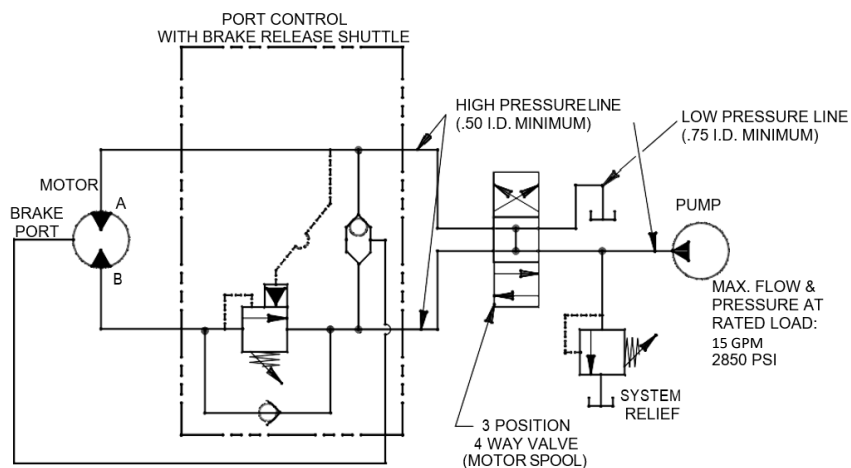 PORT CONTROL
WITH BRAKE RELEASE SHUTTLE
HIGH PRESSURE LINE
(.50 I.D. MINIMUM)
LOW PRESSURE LINE
(.75 I.D. MINIMUM)
MOTOR
A
BRAKE
PORT
B
PUMP
MAX. FLOW &
PRESSURE AT
RATED LOAD:
15 GPM
2850 PSI
SYSTEM
RELIEF
3 POSITION
4 WAY VALVE
(MOTOR SPOOL)